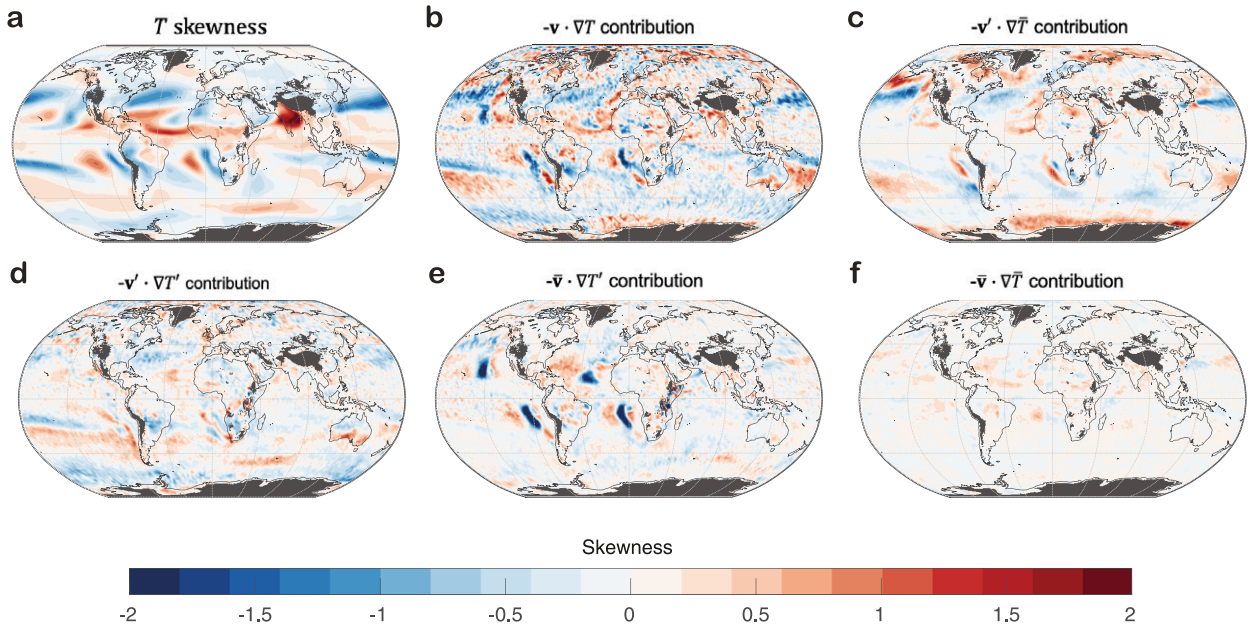 a
T skewness
b
-v · ∇T contribution
c
-v′ · ∇T̄ contribution
d
-v′ · ∇T′ contribution
e
-v̄ · ∇T′ contribution
f
-v̄ · ∇T̄ contribution
Skewness
-2 -1.5 -1 -0.5 0 0.5 1 1.5 2